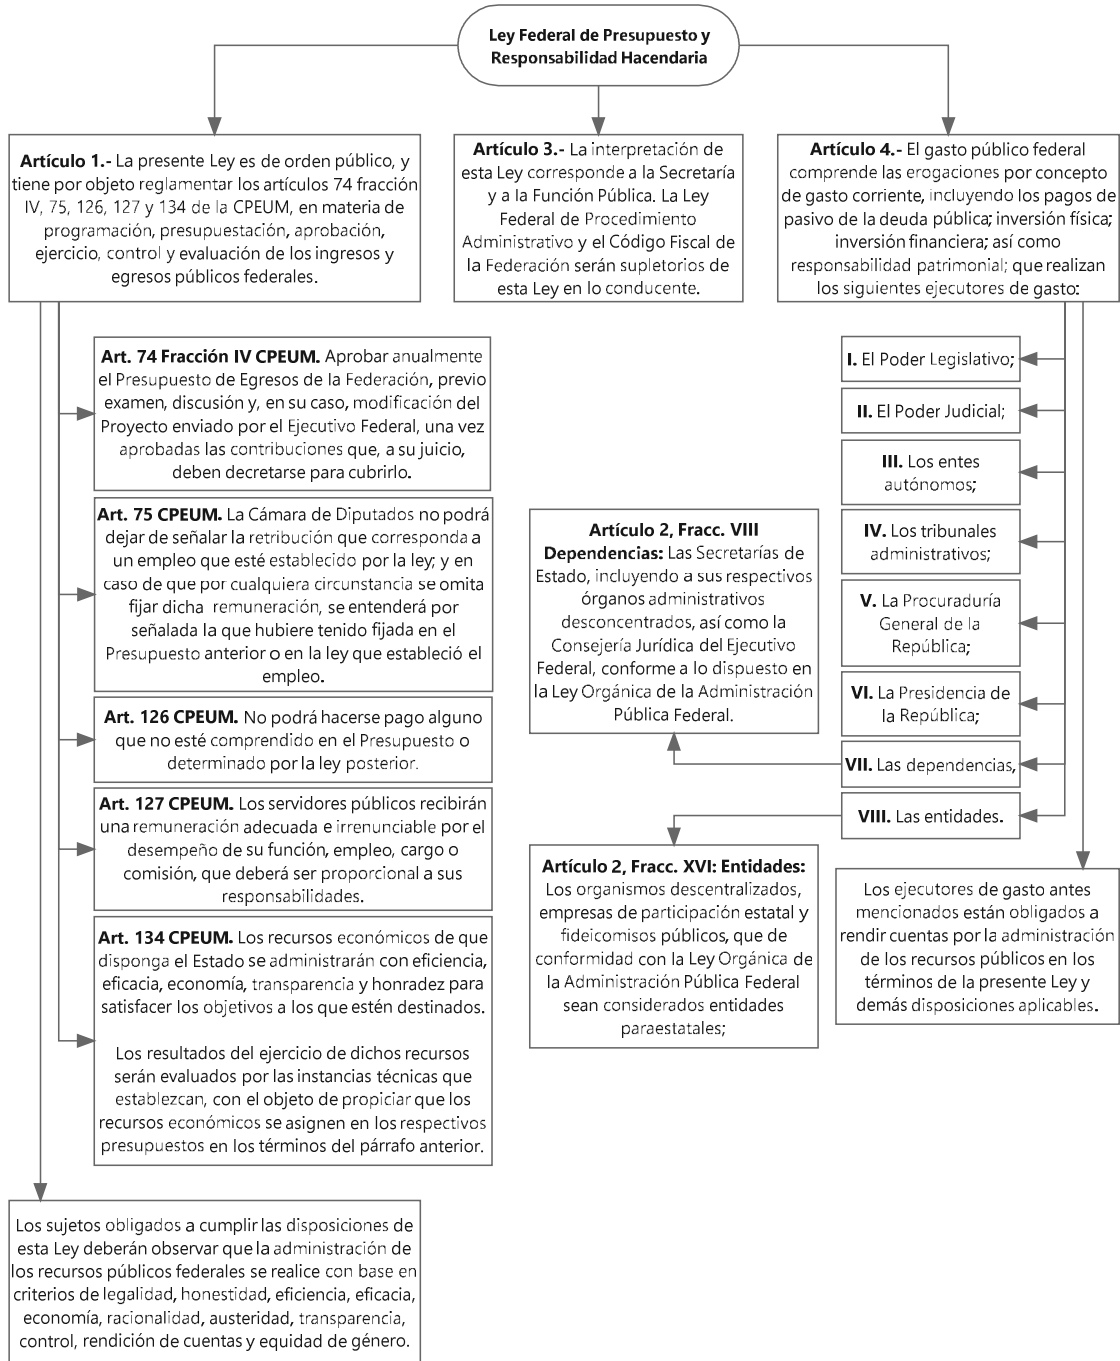 Ley Federal de Presupuesto y
Responsabilidad Hacendaria
Artículo 1.- La presente Ley es de orden público, y
tiene por objeto reglamentar los artículos 74 fracción
IV, 75, 126, 127 y 134 de la CPEUM, en materia de
programación, presupuestación, aprobación,
ejercicio, control y evaluación de los ingresos y
egresos públicos federales.
Art. 74 Fracción IV CPEUM. Aprobar anualmente
el Presupuesto de Egresos de la Federación, previo
examen, discusión y, en su caso, modificación del
Proyecto enviado por el Ejecutivo Federal, una vez
aprobadas las contribuciones que, a su juicio,
deben decretarse para cubrirlo.
Art. 75 CPEUM. La Cámara de Diputados no podrá
dejar de señalar la retribución que corresponda a
un empleo que esté establecido por la ley; y en
caso de que por cualquiera circunstancia se omita
fijar dicha remuneración, se entenderá por
señalada la que hubiere tenido fijada en el
Presupuesto anterior o en la ley que estableció el
empleo.
Art. 126 CPEUM. No podrá hacerse pago alguno
que no esté comprendido en el Presupuesto o
determinado por la ley posterior.
Art. 127 CPEUM. Los servidores públicos recibirán
una remuneración adecuada e irrenunciable por el
desempeño de su función, empleo, cargo o
comisión, que deberá ser proporcional a sus
responsabilidades.
Art. 134 CPEUM. Los recursos económicos de que
disponga el Estado se administrarán con eficiencia,
eficacia, economía, transparencia y honradez para
satisfacer los objetivos a los que estén destinados.
Los resultados del ejercicio de dichos recursos
serán evaluados por las instancias técnicas que
establezcan, con el objeto de propiciar que los
recursos económicos se asignen en los respectivos
presupuestos en los términos del párrafo anterior.
Los sujetos obligados a cumplir las disposiciones de
esta Ley deberán observar que la administración de
los recursos públicos federales se realice con base en
criterios de legalidad, honestidad, eficiencia, eficacia,
economía, racionalidad, austeridad, transparencia,
control, rendición de cuentas y equidad de género.
Artículo 3.- La interpretación de
esta Ley corresponde a la Secretaría
y a la Función Pública. La Ley
Federal de Procedimiento
Administrativo y el Código Fiscal de
la Federación serán supletorios de
esta Ley en lo conducente.
Artículo 4.- El gasto público federal
comprende las erogaciones por concepto
de gasto corriente, incluyendo los pagos de
pasivo de la deuda pública; inversión física;
inversión financiera; así como
responsabilidad patrimonial; que realizan
los siguientes ejecutores de gasto:
I. El Poder Legislativo;
II. El Poder Judicial;
III. Los entes
autónomos;
IV. Los tribunales
administrativos;
V. La Procuraduría
General de la
República;
VI. La Presidencia de
la República;
VII. Las dependencias,
VIII. Las entidades.
Artículo 2, Fracc. VIII
Dependencias: Las Secretarías de
Estado, incluyendo a sus respectivos
órganos administrativos
desconcentrados, así como la
Consejería Jurídica del Ejecutivo
Federal, conforme a lo dispuesto en
la Ley Orgánica de la Administración
Pública Federal.
Artículo 2, Fracc. XVI: Entidades:
Los organismos descentralizados,
empresas de participación estatal y
fideicomisos públicos, que de
conformidad con la Ley Orgánica de
la Administración Pública Federal
sean considerados entidades
paraestatales;
Los ejecutores de gasto antes
mencionados están obligados a
rendir cuentas por la administración
de los recursos públicos en los
términos de la presente Ley y
demás disposiciones aplicables.